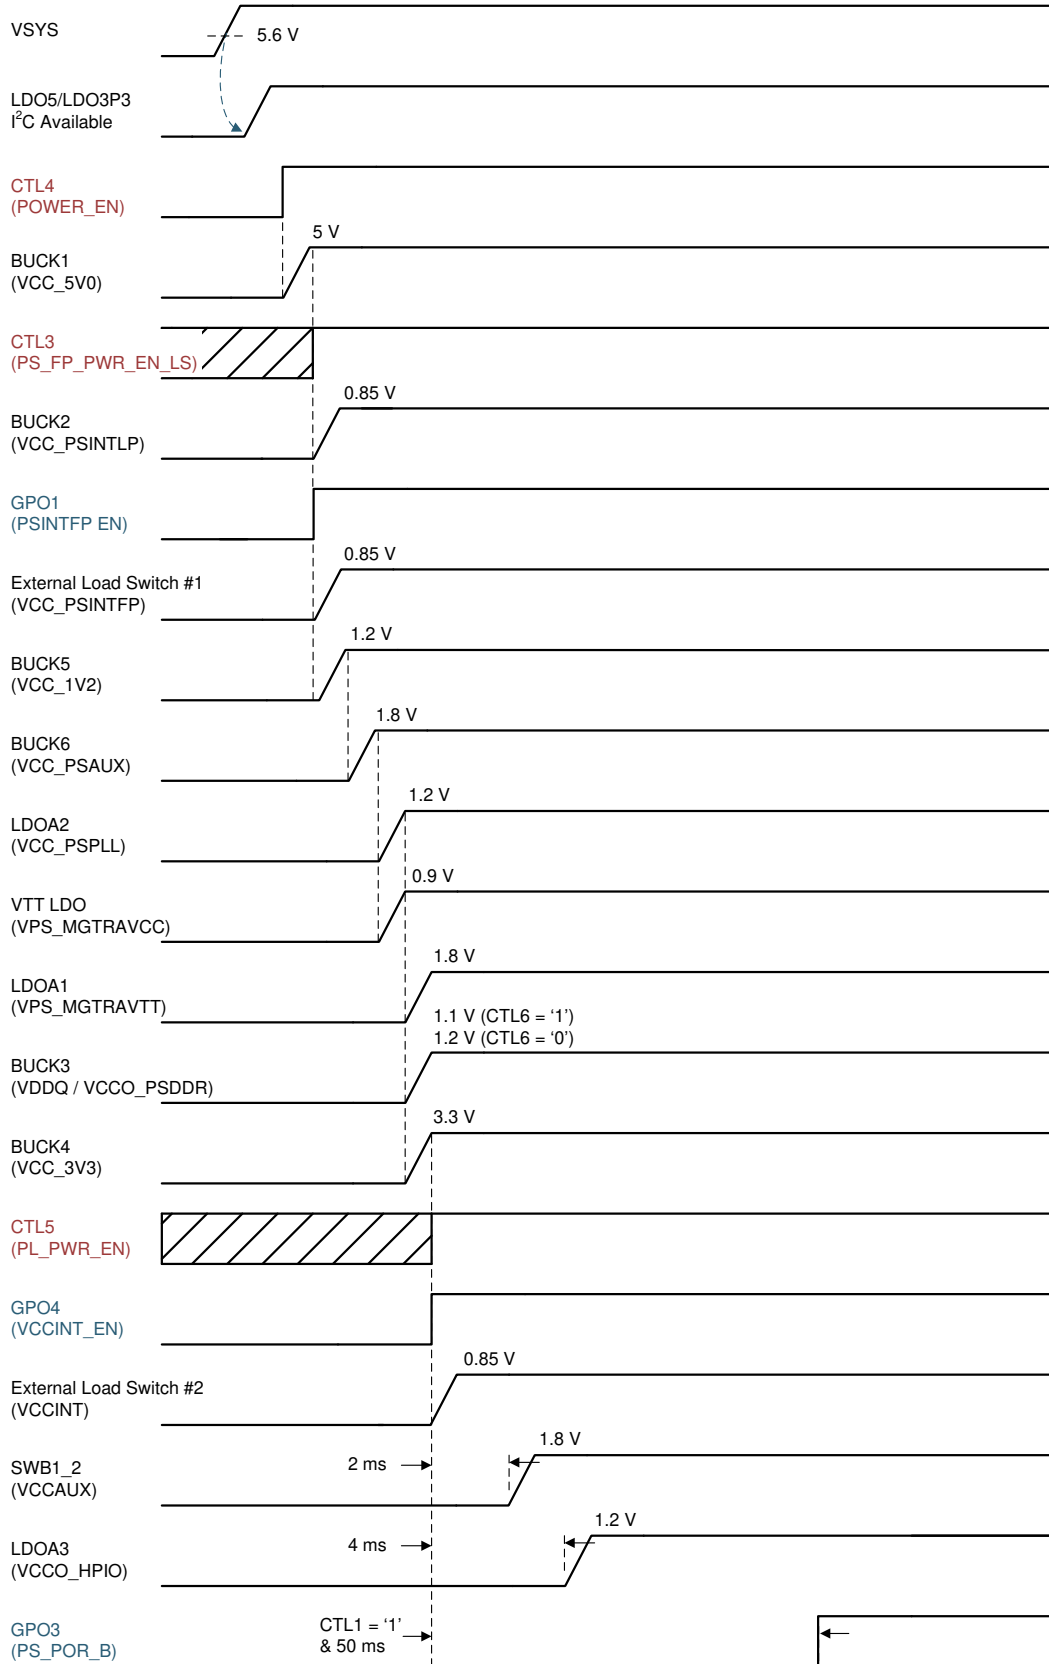 VSYS
5.6 V
LDO5/LDO3P3
I²C Available
CTL4
(POWER_EN)
5 V
BUCK1
(VCC_5V0)
CTL3
(PS_FP_PWR_EN_LS)
0.85 V
BUCK2
(VCC_PSINTLP)
GPO1
(PSINTFP EN)
0.85 V
External Load Switch #1
(VCC_PSINTFP)
1.2 V
BUCK5
(VCC_1V2)
1.8 V
BUCK6
(VCC_PSAUX)
1.2 V
LDOA2
(VCC_PSPLL)
0.9 V
VTT LDO
(VPS_MGTRAVCC)
1.8 V
LDOA1
(VPS_MGTRAVTT)
1.1 V (CTL6 = ‘1’)
1.2 V (CTL6 = ‘0’)
BUCK3
(VDDQ / VCCO_PSDDR)
3.3 V
BUCK4
(VCC_3V3)
CTL5
(PL_PWR_EN)
GPO4
(VCCINT_EN)
0.85 V
External Load Switch #2
(VCCINT)
1.8 V
SWB1_2
(VCCAUX)
2 ms
1.2 V
LDOA3
(VCCO_HPIO)
4 ms
GPO3
(PS_POR_B)
CTL1 = ‘1’
& 50 ms